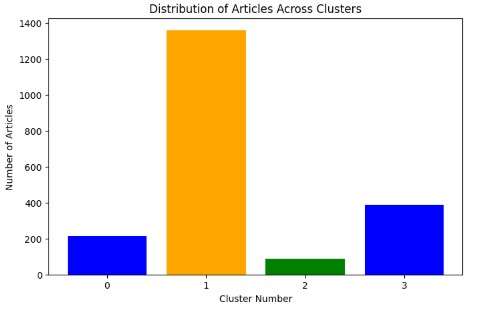 Distribution of Articles Across Clusters
Number of Articles
1400
1200
1000
800
600
400
200
0
0 1 2 3
Cluster Number